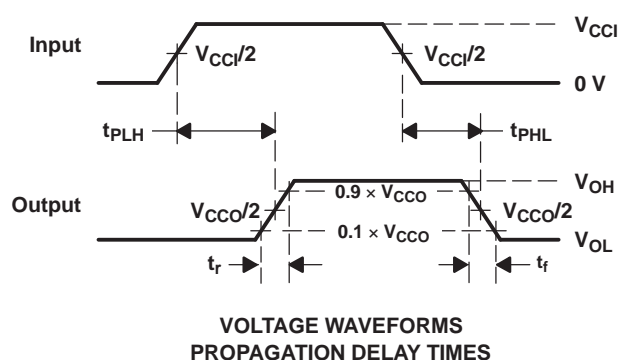 V_CCI
Input
V_CCI/2
V_CCI/2
0 V
t_PLH
t_PHL
V_OH
0.9 × V_CCO
Output
V_CCO/2
V_CCO/2
0.1 × V_CCO
V_OL
t_r
t_f
VOLTAGE WAVEFORMS
PROPAGATION DELAY TIMES